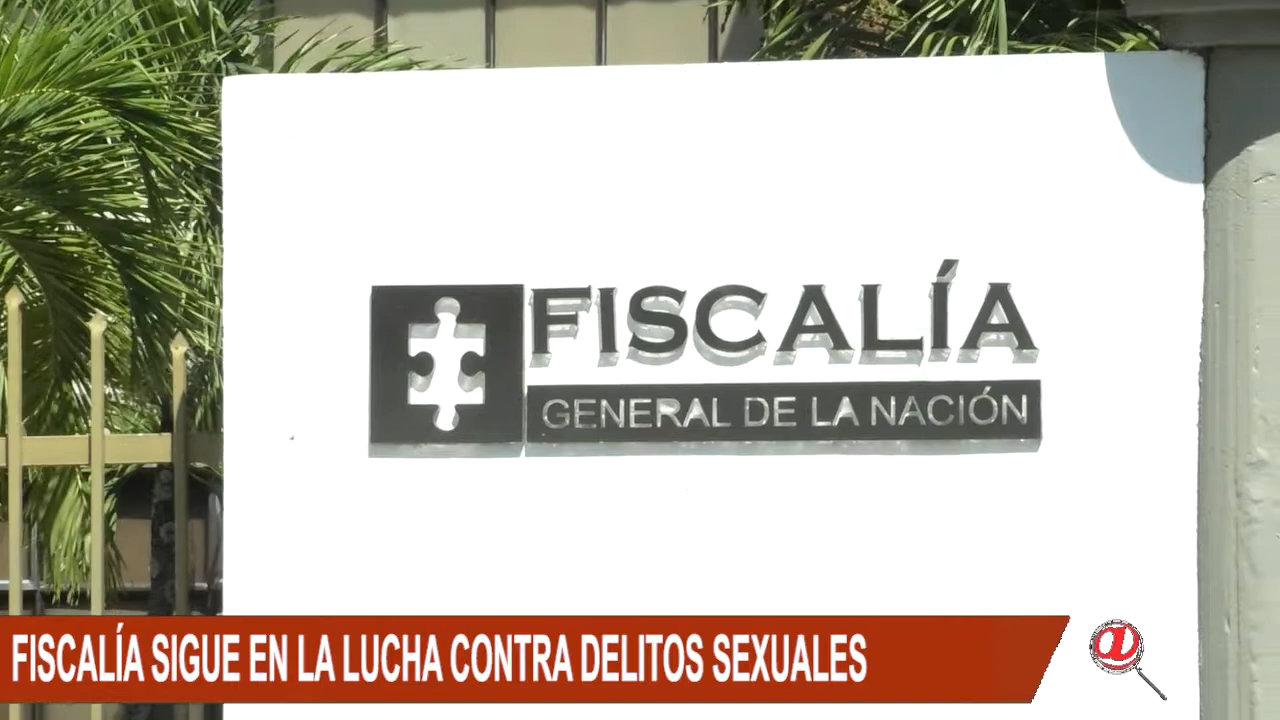 FISCALÍA
GENERAL DE LA NACIÓN
FISCALÍA SIGUE EN LA LUCHA CONTRA DELITOS SEXUALES
@